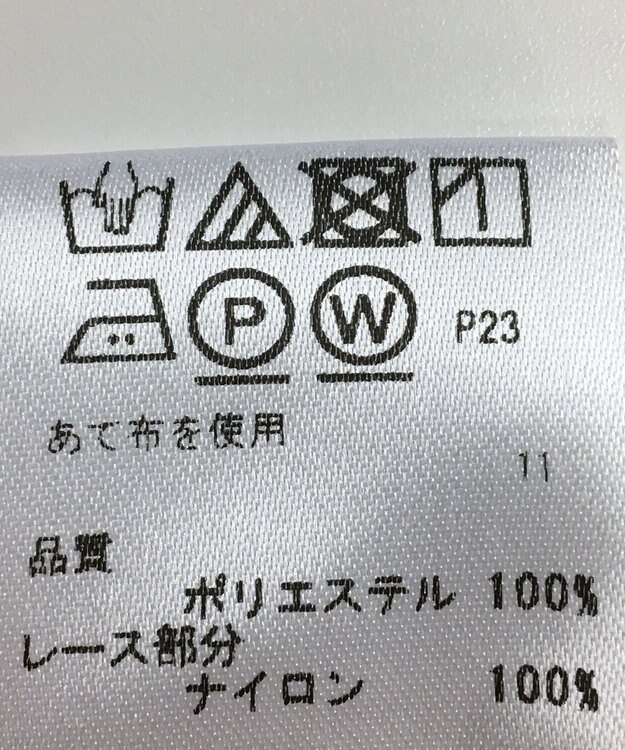 P W P23
あて布を使用
11
品質
ポリエステル 100%
レース部分
ナイロン 100%